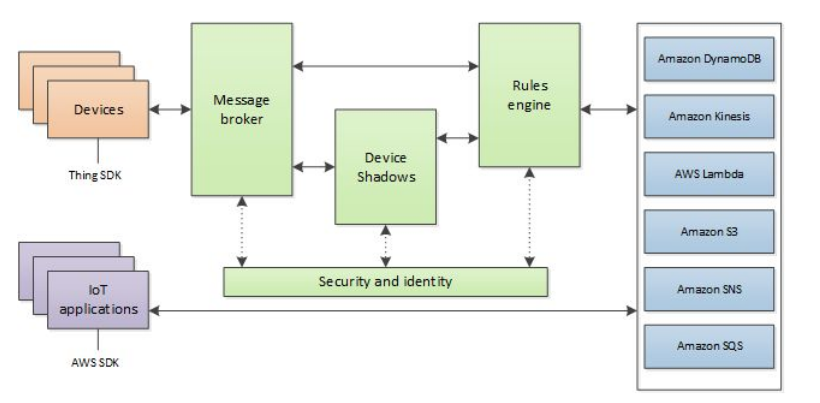 Devices
Thing SDK
Message
broker
Device
Shadows
Rules
engine
Security and identity
IoT
applications
AWS SDK
Amazon DynamoDB
Amazon Kinesis
AWS Lambda
Amazon S3
Amazon SNS
Amazon SQS